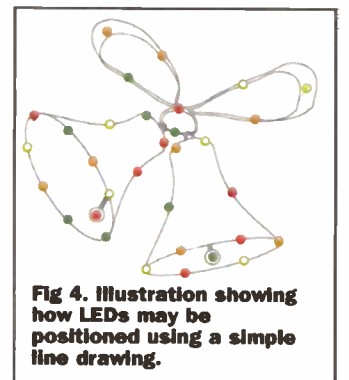 Fig 4. Illustration showing
how LEDs may be
positioned using a simple
line drawing.